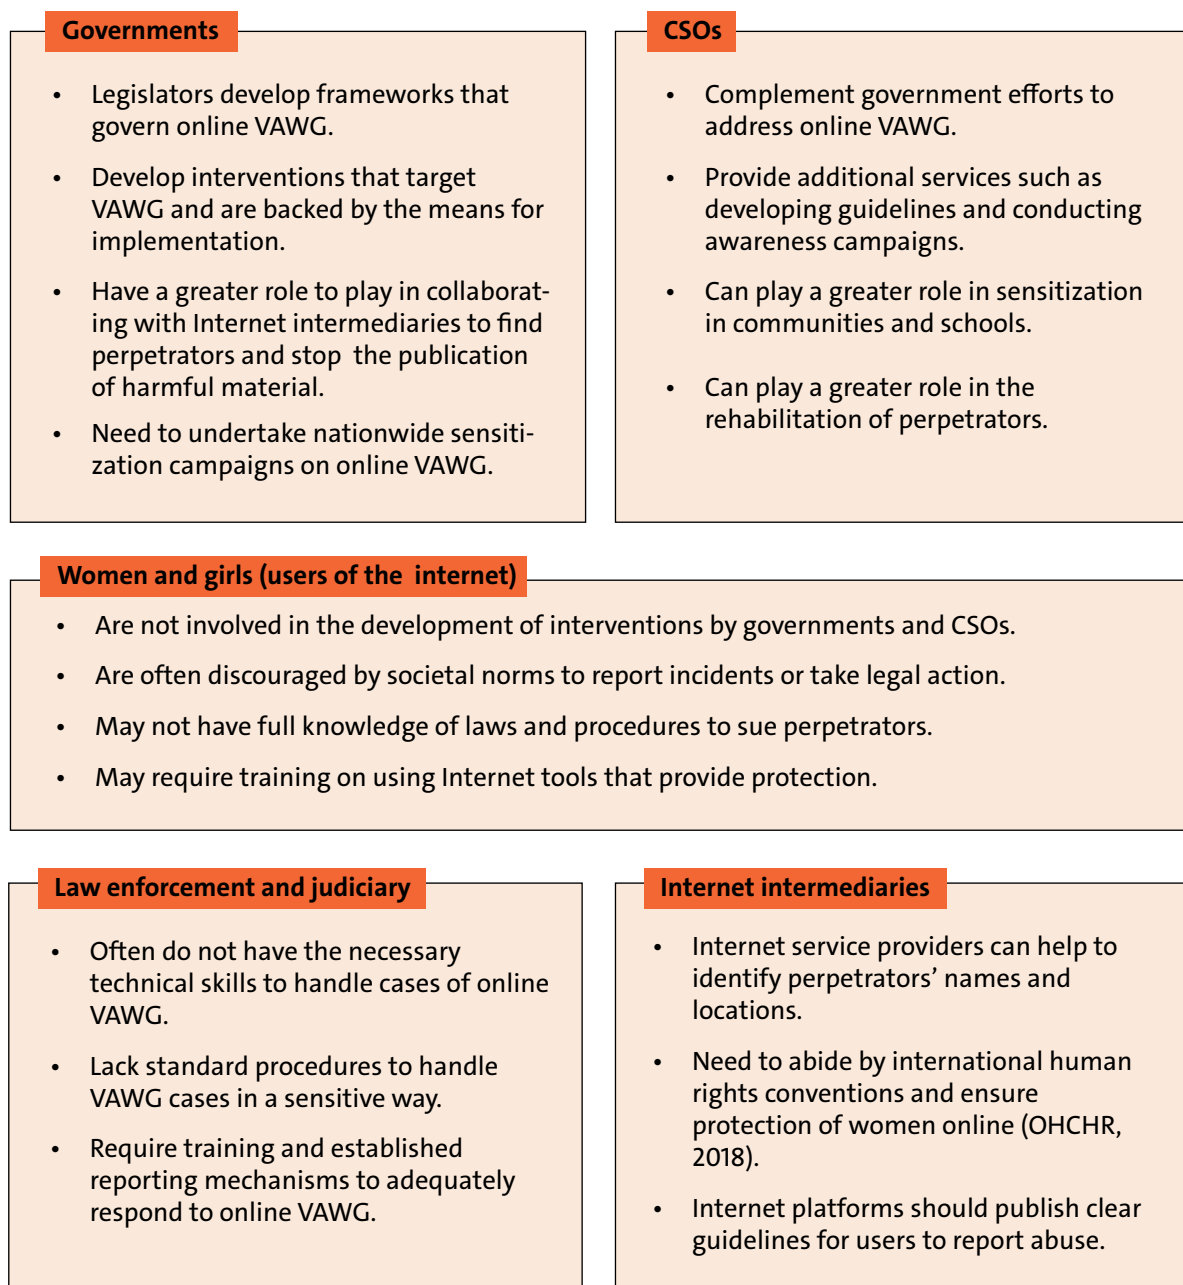 Governments
• Legislators develop frameworks that
govern online VAWG.
• Develop interventions that target
VAWG and are backed by the means for
implementation.
• Have a greater role to play in collaborat-
ing with Internet intermediaries to find
perpetrators and stop  the publication
of harmful material.
• Need to undertake nationwide sensiti-
zation campaigns on online VAWG.
CSOs
• Complement government efforts to
address online VAWG.
• Provide additional services such as
developing guidelines and conducting
awareness campaigns.
• Can play a greater role in sensitization
in communities and schools.
• Can play a greater role in the
rehabilitation of perpetrators.
Women and girls (users of the  internet)
• Are not involved in the development of interventions by governments and CSOs.
• Are often discouraged by societal norms to report incidents or take legal action.
• May not have full knowledge of laws and procedures to sue perpetrators.
• May require training on using Internet tools that provide protection.
Law enforcement and judiciary
• Often do not have the necessary
technical skills to handle cases of online
VAWG.
• Lack standard procedures to handle
VAWG cases in a sensitive way.
• Require training and established
reporting mechanisms to adequately
respond to online VAWG.
Internet intermediaries
• Internet service providers can help to
identify perpetrators’ names and
locations.
• Need to abide by international human
rights conventions and ensure
protection of women online (OHCHR,
2018).
• Internet platforms should publish clear
guidelines for users to report abuse.